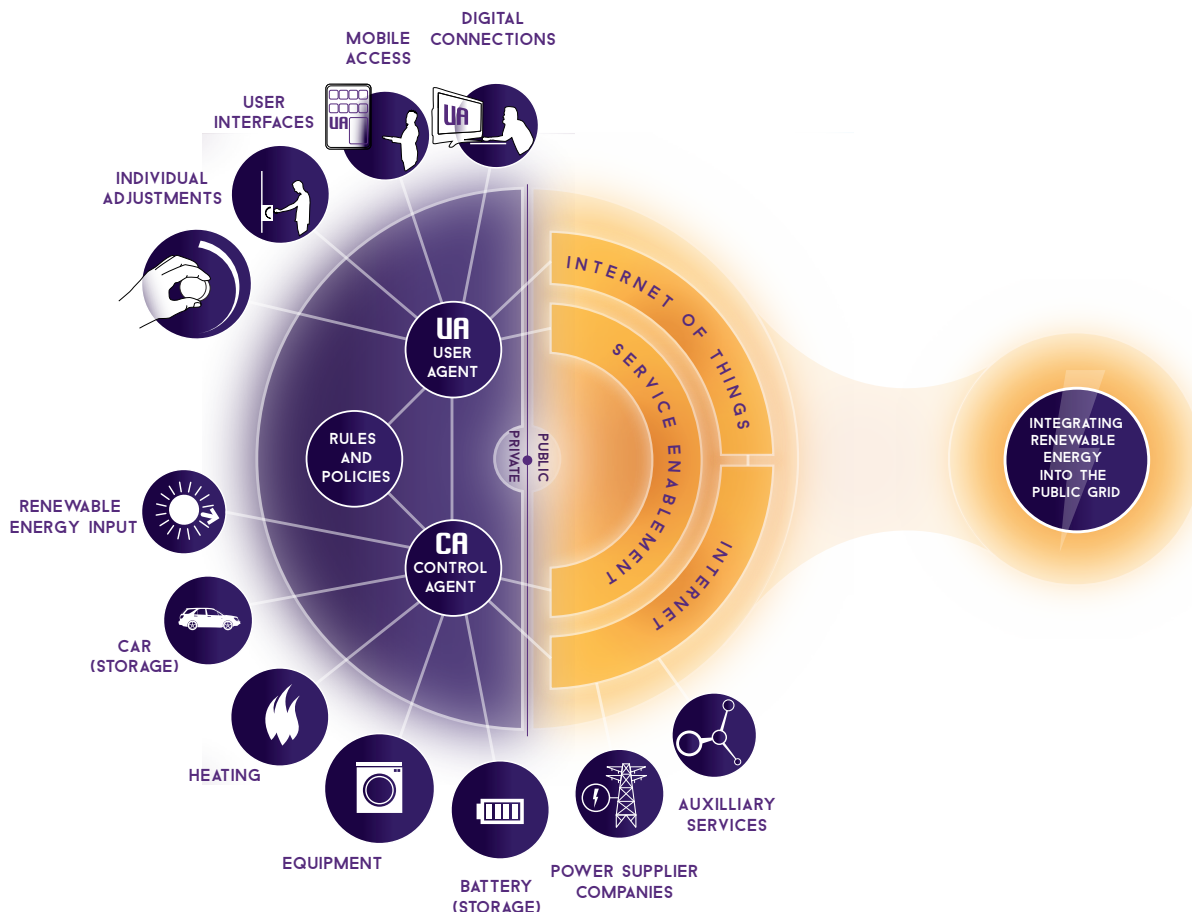 DIGITAL
CONNECTIONS
MOBILE
ACCESS
USER
INTERFACES
UA
UA
INDIVIDUAL
ADJUSTMENTS
INTERNET OF THINGS
SERVICE ENABLEMENT
INTERNET
UA
USER
AGENT
RULES
AND
POLICIES
PRIVATE
PUBLIC
CA
CONTROL
AGENT
INTEGRATING
RENEWABLE
ENERGY
INTO THE
PUBLIC GRID
RENEWABLE
ENERGY INPUT
CAR
(STORAGE)
HEATING
EQUIPMENT
BATTERY
(STORAGE)
POWER SUPPLIER
COMPANIES
AUXILLIARY
SERVICES